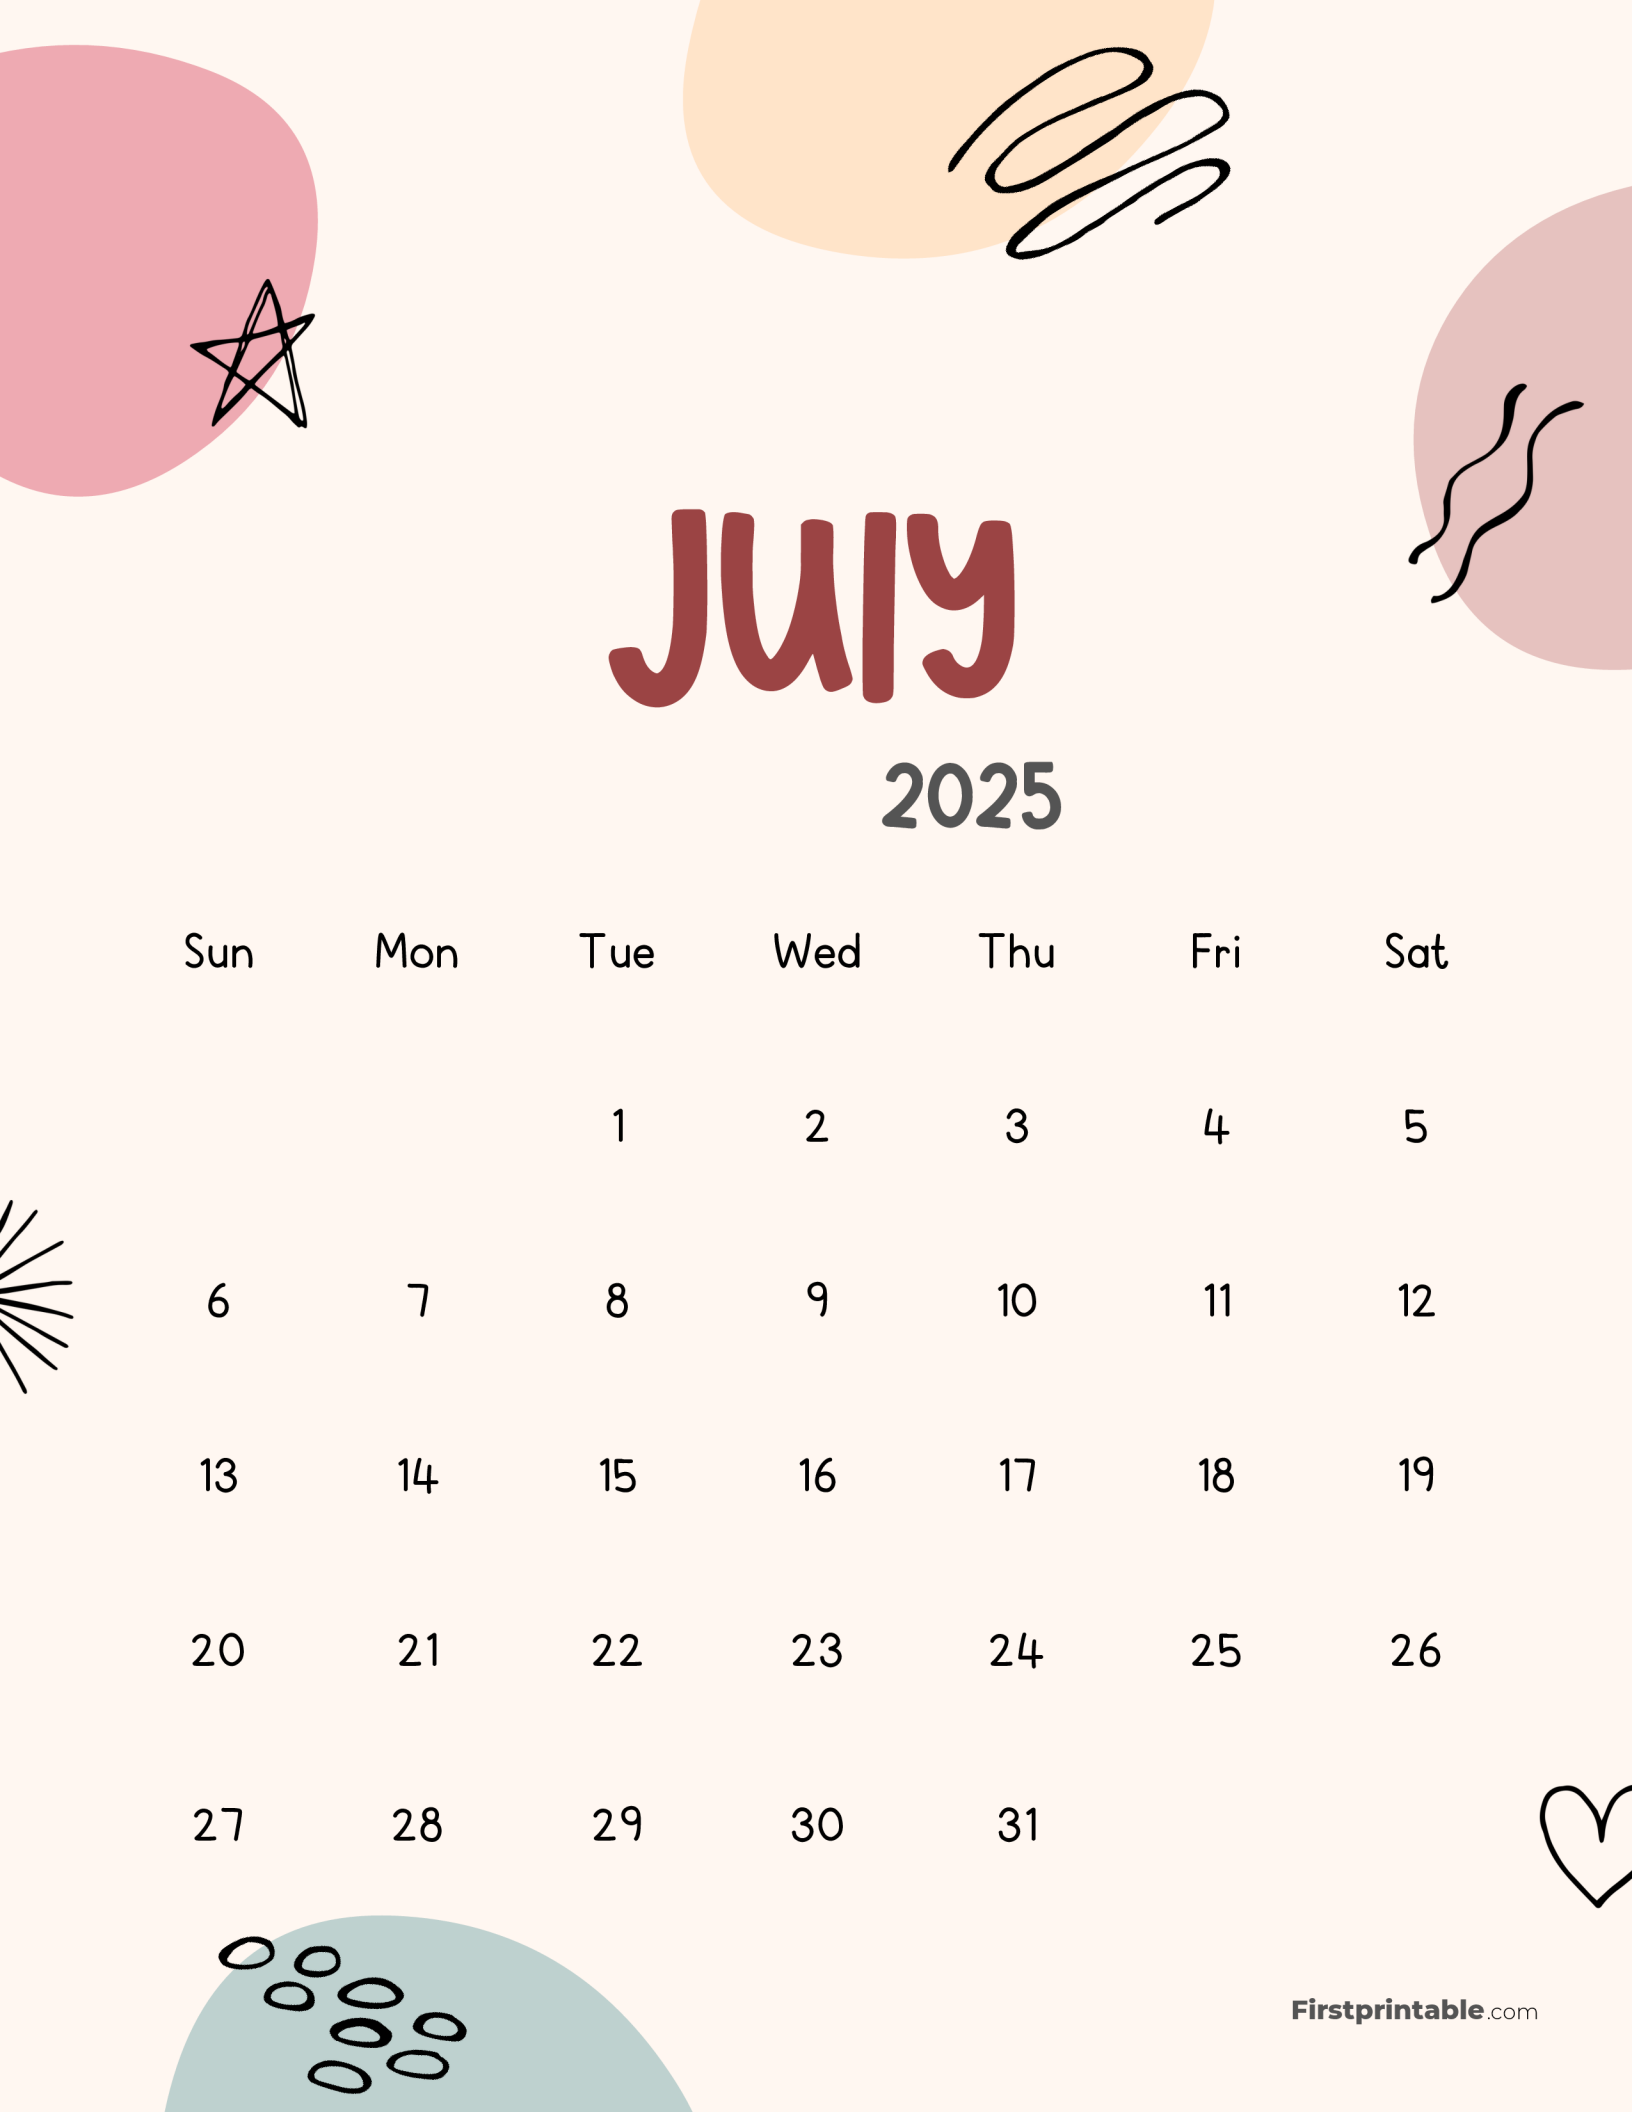 JUlY
2025
Sun Mon Tue Wed Thu Fri Sat
1 2 3 4 5
6 7 8 9 10 11 12
13 14 15 16 17 18 19
20 21 22 23 24 25 26
27 28 29 30 31
Firstprintable.com